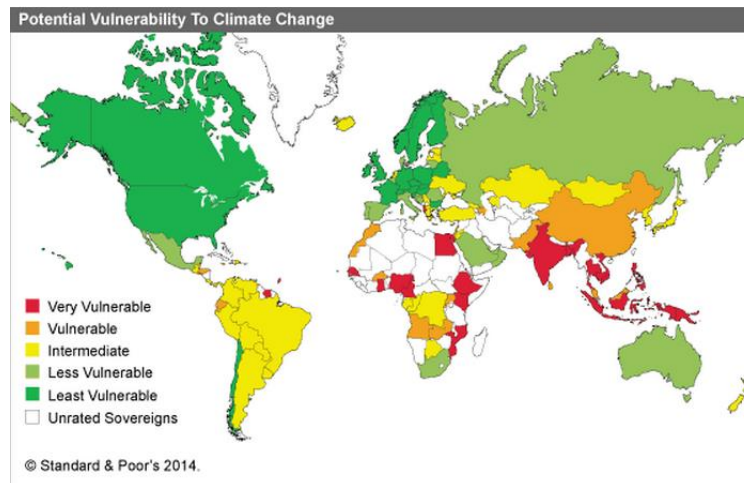 Potential Vulnerability To Climate Change
Very Vulnerable
Vulnerable
Intermediate
Less Vulnerable
Least Vulnerable
Unrated Sovereigns
© Standard & Poor's 2014.